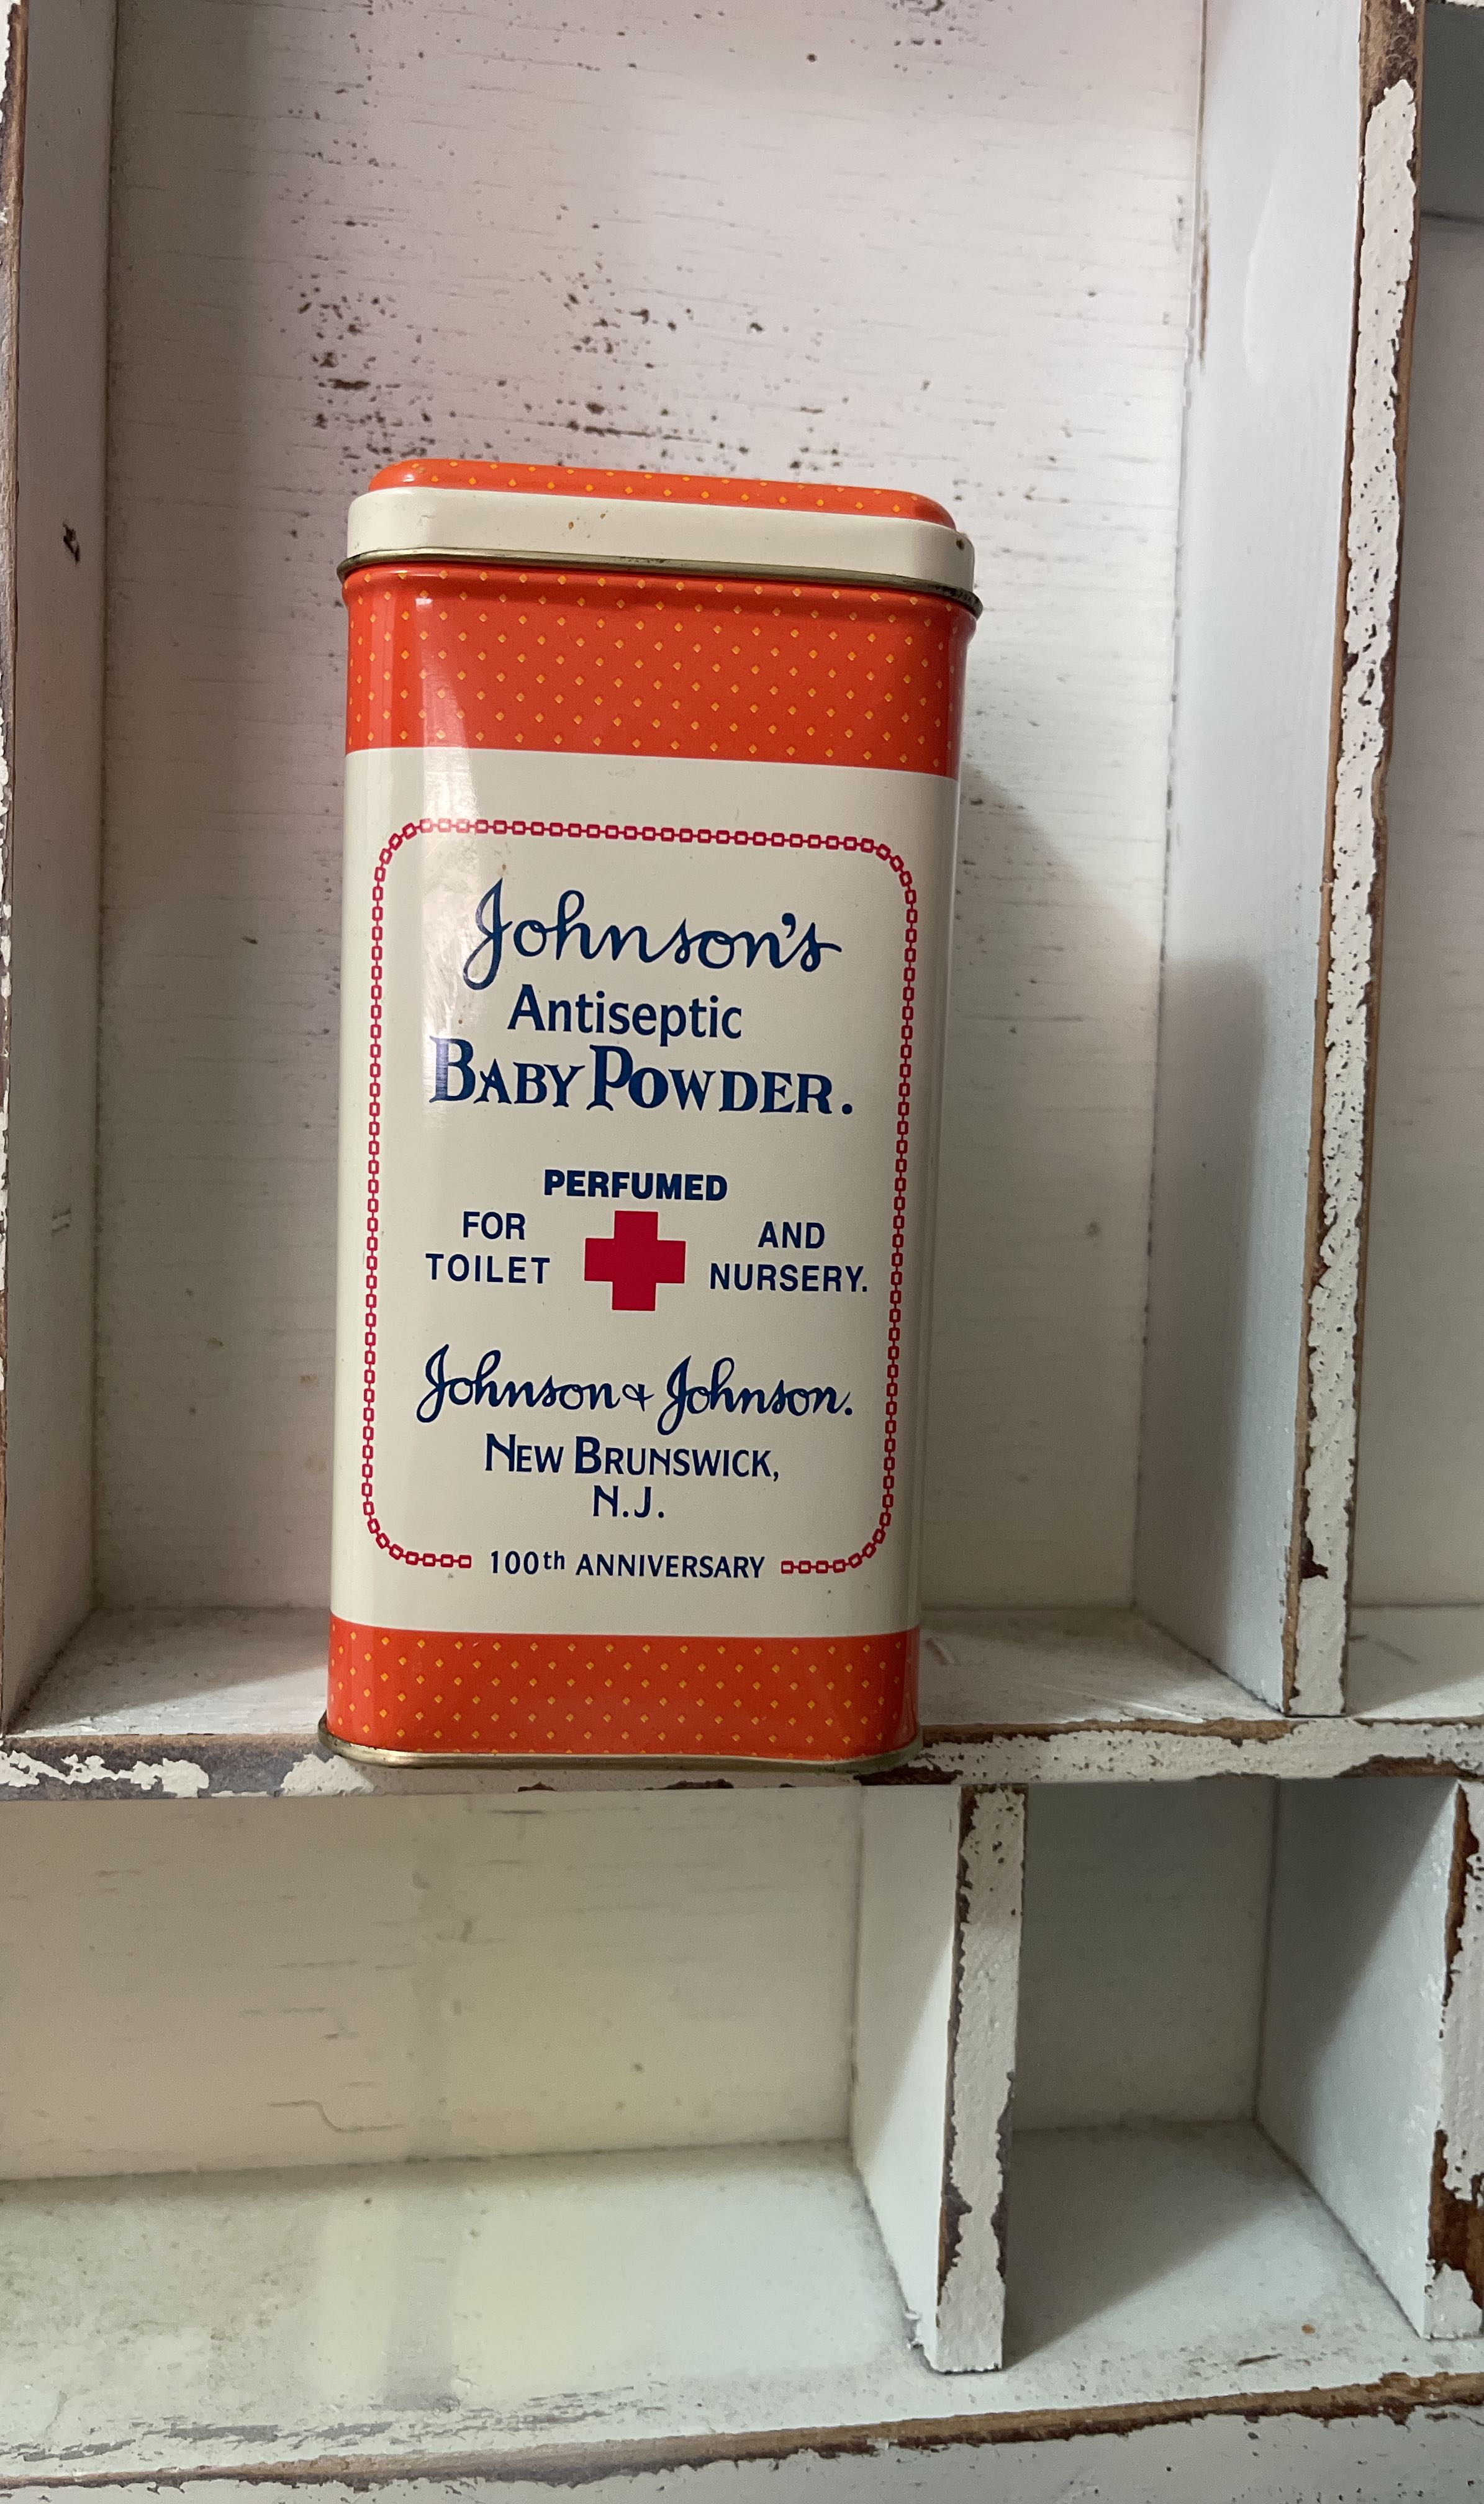 Johnson's
Antiseptic
BABY POWDER.
PERFUMED
FOR AND
TOILET NURSERY.
Johnson & Johnson.
NEW BRUNSWICK,
N.J.
100th ANNIVERSARY